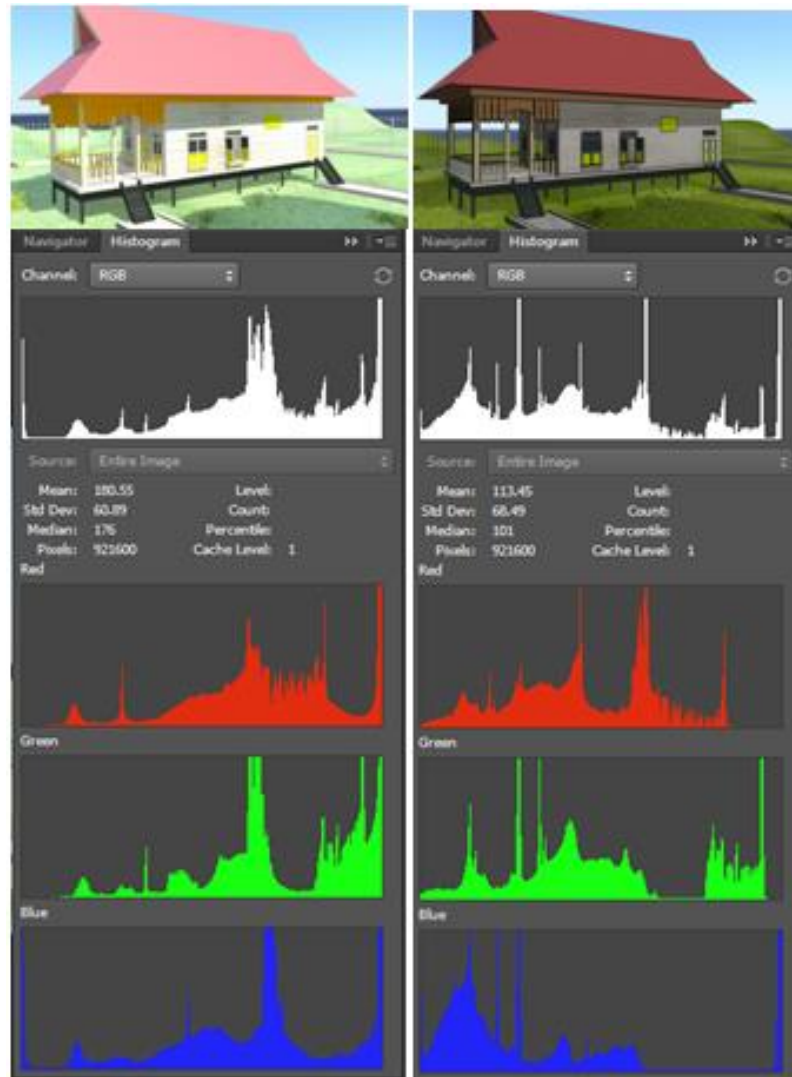 Navigator Histogram
Channel: RGB
Source: Entire Image
Mean: 180.55 Level:
Std Dev: 60.89 Count:
Median: 176 Percentile:
Pixels: 921600 Cache Level: 1
Red
Green
Blue
Navigator Histogram
Channel: RGB
Source: Entire Image
Mean: 113.45 Level:
Std Dev: 68.49 Count:
Median: 101 Percentile:
Pixels: 921600 Cache Level: 1
Red
Green
Blue